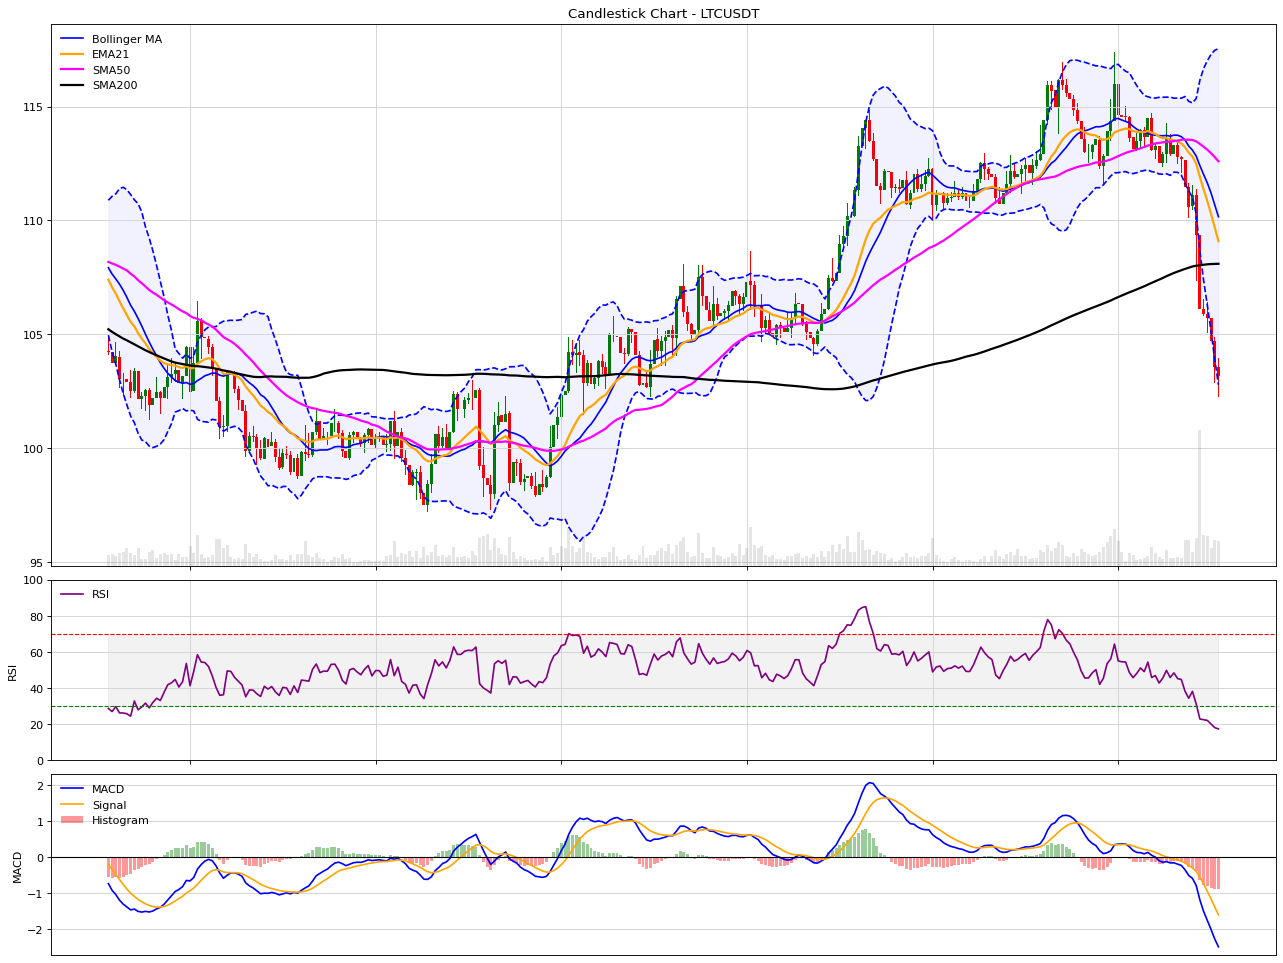 Candlestick Chart - LTCUSDT
Bollinger MA
EMA21
SMA50
SMA200
115
110
105
100
95
100
80
60
40
20
0
RSI
RSI
2
1
0
−1
−2
MACD
MACD
Signal
Histogram